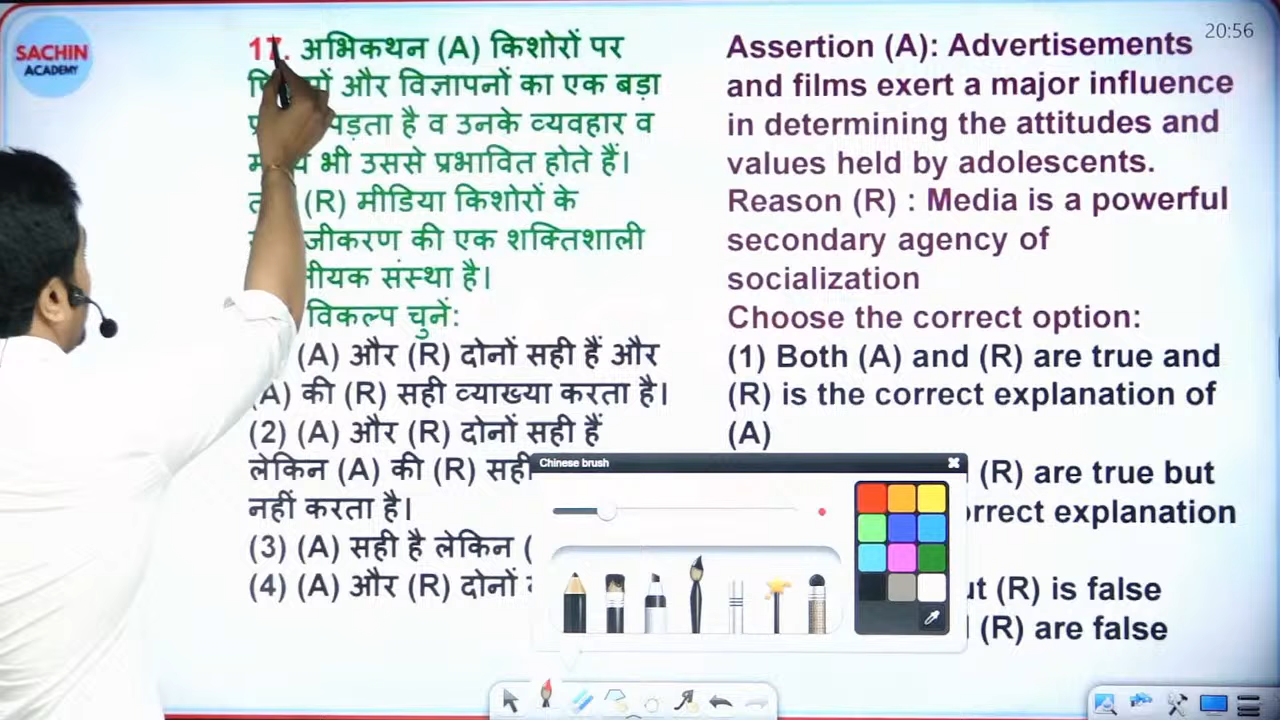 SACHIN
ACADEMY
20:56
17. अभिकथन (A) किशोरों पर
और विज्ञापनों का एक बड़ा
पड़ता है व उनके व्यवहार व
भी उससे प्रभावित होते हैं।
(R) मीडिया किशोरों के
की एक शक्तिशाली
संस्था है।
विकल्प चुनें:
(A) और (R) दोनों सही हैं और
(A) की (R) सही व्याख्या करता है।
(2) (A) और (R) दोनों सही हैं
लेकिन (A) की (R) सही
नहीं करता है।
(3) (A) सही है लेकिन (
(4) (A) और (R) दोनों
Assertion (A): Advertisements
and films exert a major influence
in determining the attitudes and
values held by adolescents.
Reason (R) : Media is a powerful
secondary agency of
socialization
Choose the correct option:
(1) Both (A) and (R) are true and
(R) is the correct explanation of
(A)
(R) are true but
explanation
(R) is false
(R) are false
Chinese brush